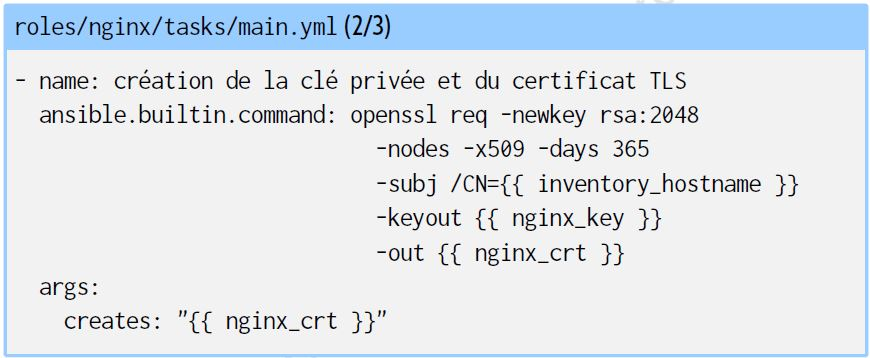 roles/nginx/tasks/main.yml (2/3)
- name: création de la clé privée et du certificat TLS
  ansible.builtin.command: openssl req -newkey rsa:2048
                           -nodes -x509 -days 365
                           -subj /CN={{ inventory_hostname }}
                           -keyout {{ nginx_key }}
                           -out {{ nginx_crt }}
  args:
    creates: "{{ nginx_crt }}"